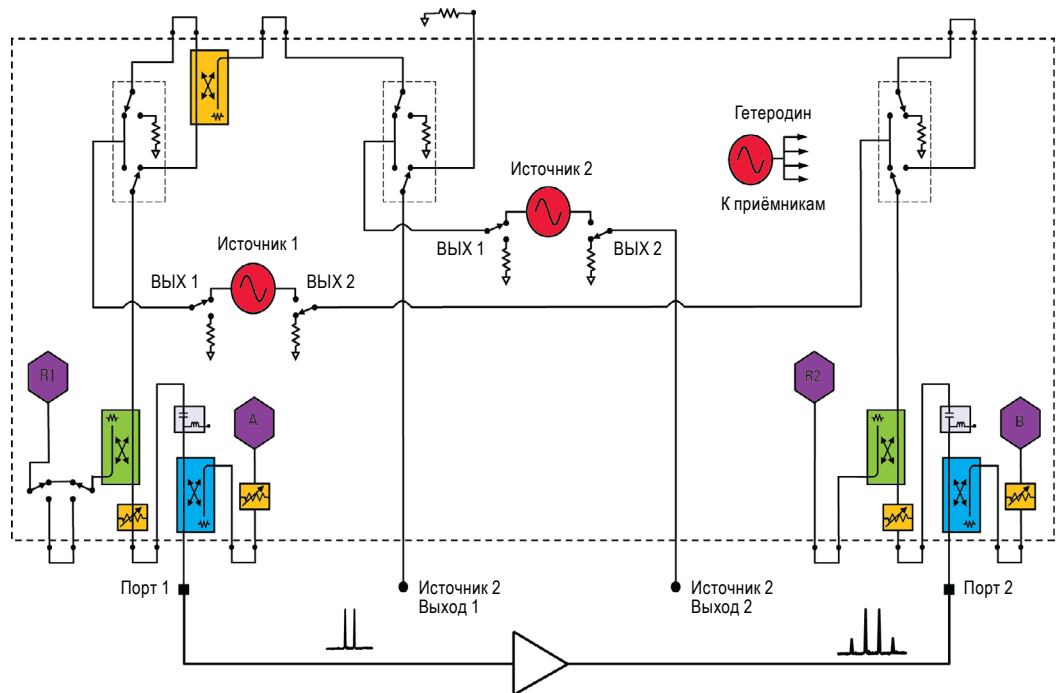 Гетеродин
К приёмникам
Источник 2
ВЫХ 1
ВЫХ 2
Источник 1
ВЫХ 1
ВЫХ 2
R1
A
R2
B
Порт 1
Источник 2
Выход 1
Источник 2
Выход 2
Порт 2